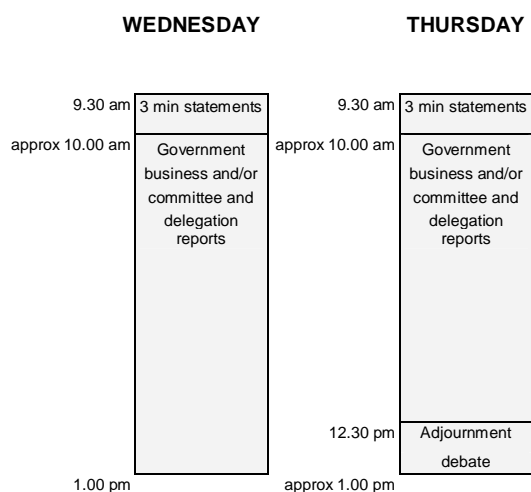 WEDNESDAY
9.30 am
3 min statements
approx 10.00 am
Government
business and/or
committee and
delegation
reports
1.00 pm
THURSDAY
9.30 am
3 min statements
approx 10.00 am
Government
business and/or
committee and
delegation
reports
12.30 pm
Adjournment
debate
approx 1.00 pm